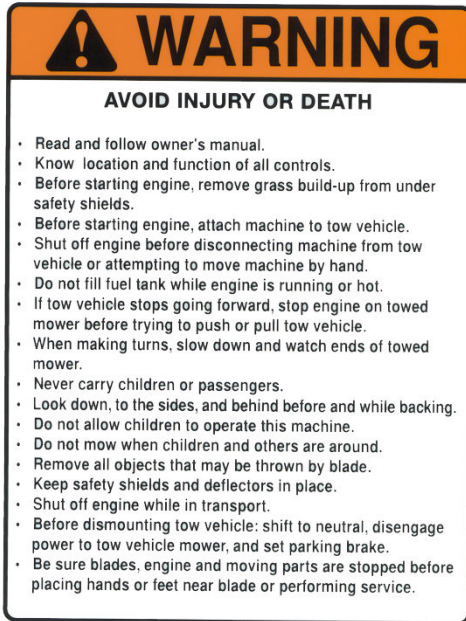 WARNING
AVOID INJURY OR DEATH
· Read and follow owner's manual.
· Know location and function of all controls.
· Before starting engine, remove grass build-up from under
safety shields.
· Before starting engine, attach machine to tow vehicle.
· Shut off engine before disconnecting machine from tow
vehicle or attempting to move machine by hand.
· Do not fill fuel tank while engine is running or hot.
· If tow vehicle stops going forward, stop engine on towed
mower before trying to push or pull tow vehicle.
· When making turns, slow down and watch ends of towed
mower.
· Never carry children or passengers.
· Look down, to the sides, and behind before and while backing.
· Do not allow children to operate this machine.
· Do not mow when children and others are around.
· Remove all objects that may be thrown by blade.
· Keep safety shields and deflectors in place.
· Shut off engine while in transport.
· Before dismounting tow vehicle: shift to neutral, disengage
power to tow vehicle mower, and set parking brake.
· Be sure blades, engine and moving parts are stopped before
placing hands or feet near blade or performing service.